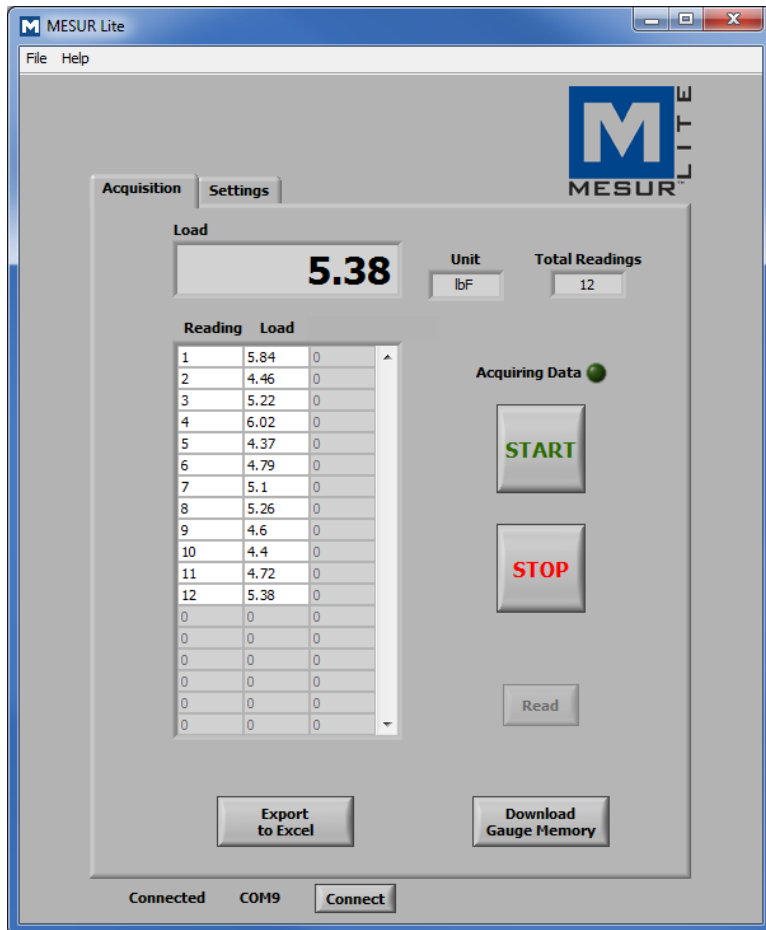 MESUR Lite
File Help
M
MESUR™ LITE
Acquisition Settings
Load
5.38
Unit
lbF
Total Readings
12
Reading Load
1 5.84 0
2 4.46 0
3 5.22 0
4 6.02 0
5 4.37 0
6 4.79 0
7 5.1 0
8 5.26 0
9 4.6 0
10 4.4 0
11 4.72 0
12 5.38 0
0 0 0
0 0 0
0 0 0
0 0 0
0 0 0
0 0 0
Acquiring Data
START
STOP
Read
Export
to Excel
Download
Gauge Memory
Connected COM9 Connect